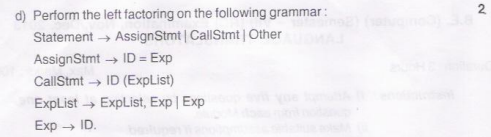 d) Perform the left factoring on the following grammar : 2
Statement → AssignStmt | CallStmt | Other
AssignStmt → ID = Exp
CallStmt → ID (ExpList)
ExpList → ExpList, Exp | Exp
Exp → ID.